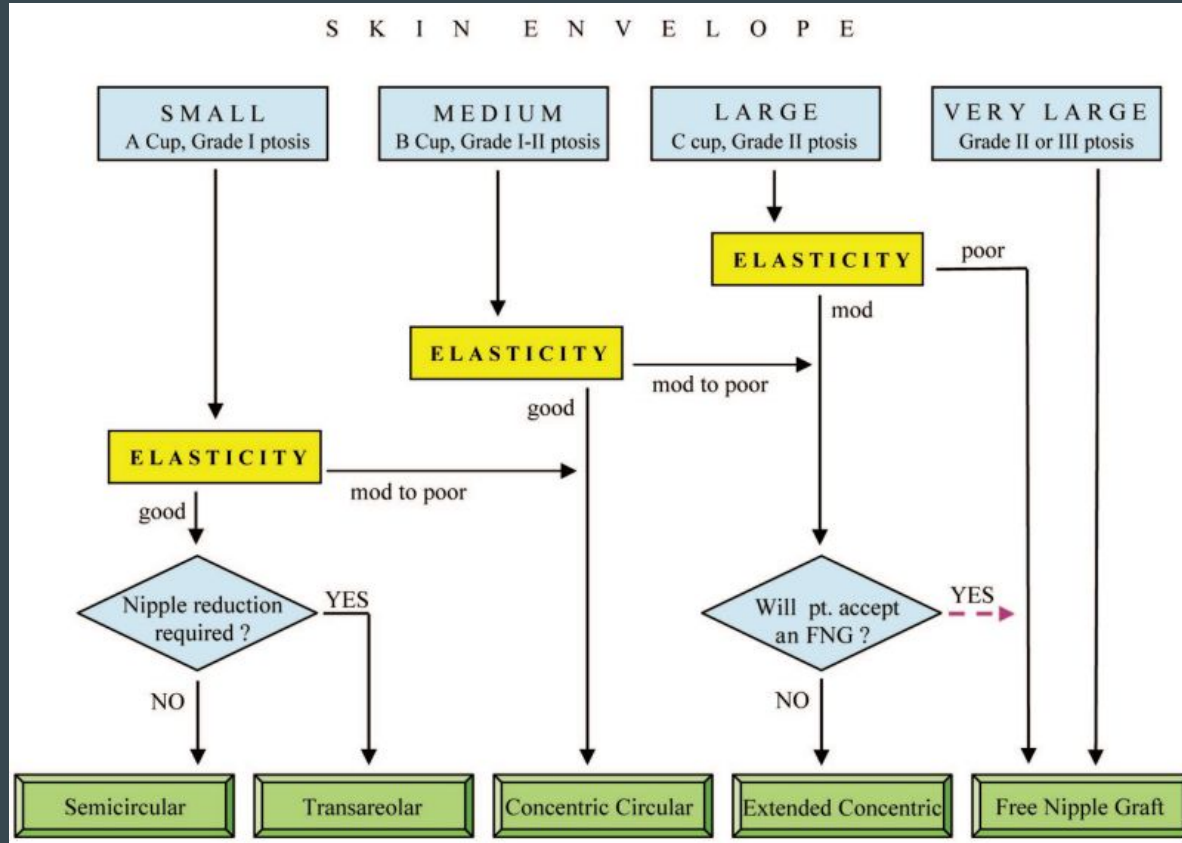 SKIN ENVELOPE
SMALL
A Cup, Grade I ptosis
MEDIUM
B Cup, Grade I-II ptosis
LARGE
C cup, Grade II ptosis
VERY LARGE
Grade II or III ptosis
ELASTICITY
poor
mod
ELASTICITY
mod to poor
good
ELASTICITY
mod to poor
good
Nipple reduction
required ?
YES
NO
Will pt. accept
an FNG ?
YES
NO
Semicircular
Transareolar
Concentric Circular
Extended Concentric
Free Nipple Graft